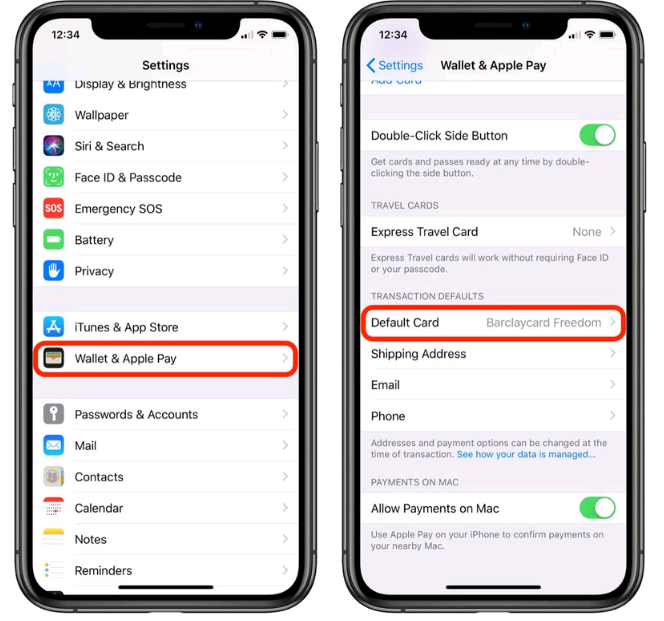 12:34
Settings
Display & Brightness
Wallpaper
Siri & Search
Face ID & Passcode
SOS
Emergency SOS
Battery
Privacy
iTunes & App Store
Wallet & Apple Pay
Passwords & Accounts
Mail
Contacts
Calendar
Notes
Reminders
12:34
Settings
Wallet & Apple Pay
Add Card
Double-Click Side Button
Get cards and passes ready at any time by double-
clicking the side button.
TRAVEL CARDS
Express Travel Card None
Express Travel cards will work without requiring Face ID
or your passcode.
TRANSACTION DEFAULTS
Default Card Barclaycard Freedom
Shipping Address
Email
Phone
Addresses and payment options can be changed at the
time of transaction. See how your data is managed...
PAYMENTS ON MAC
Allow Payments on Mac
Use Apple Pay on your iPhone to confirm payments on
your nearby Mac.